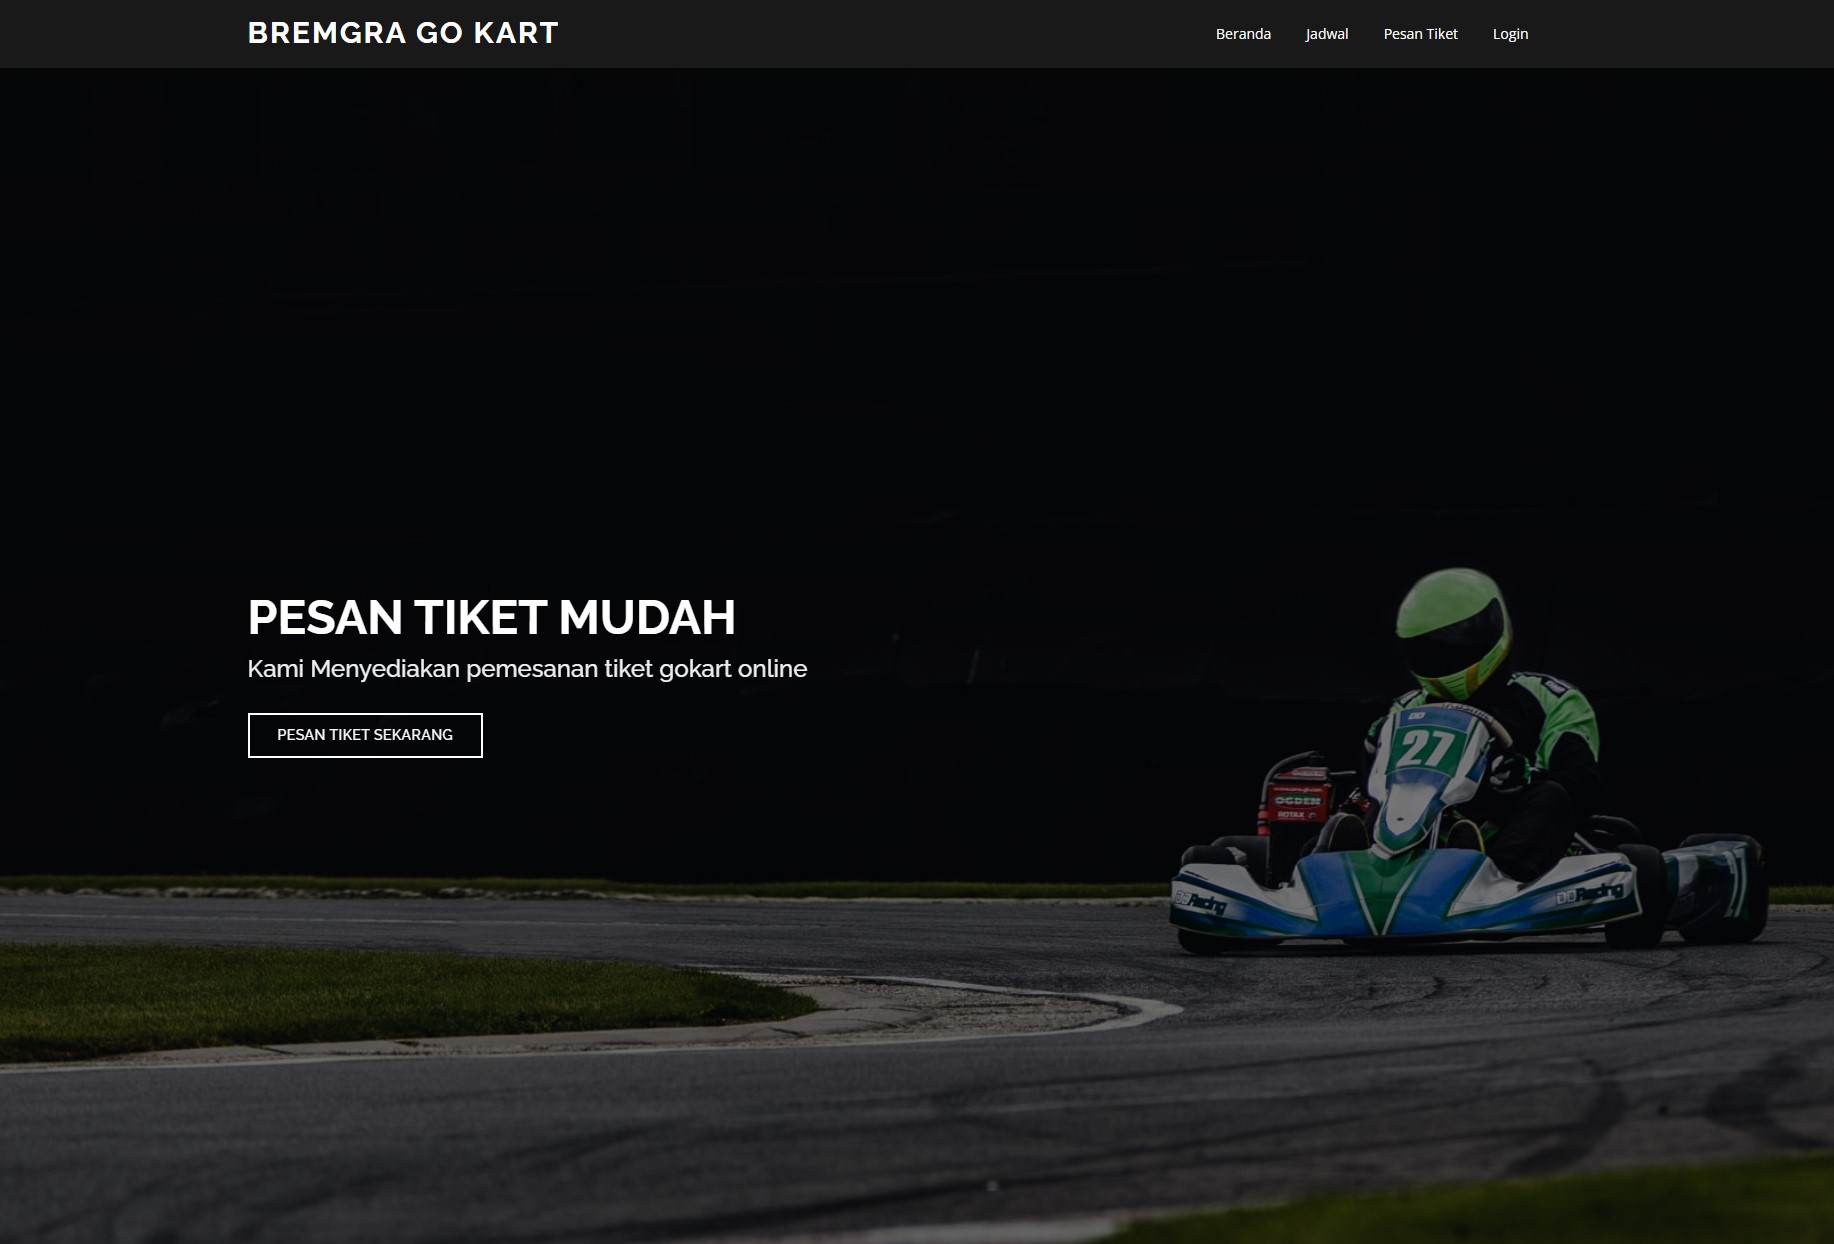 BREMGRA GO KART
Beranda Jadwal Pesan Tiket Login
PESAN TIKET MUDAH
Kami Menyediakan pemesanan tiket gokart online
PESAN TIKET SEKARANG
DD
27
OGDEN
ROTAX
DD Racing
DD Racing